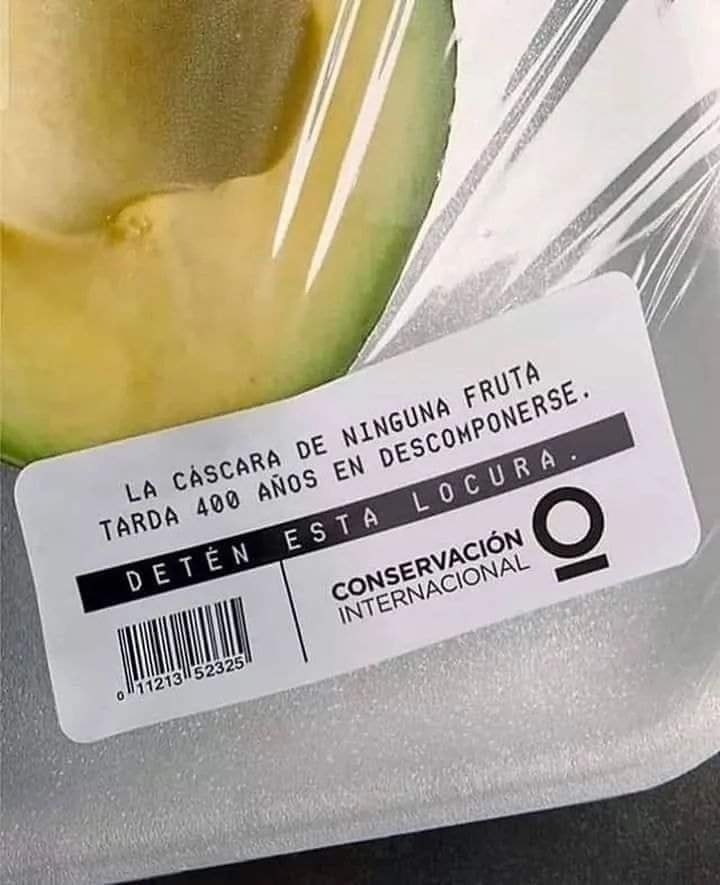 LA CÁSCARA DE NINGUNA FRUTA
TARDA 400 AÑOS EN DESCOMPONERSE.
DETÉN ESTA LOCURA.
CONSERVACIÓN
INTERNACIONAL
0 11213 52325